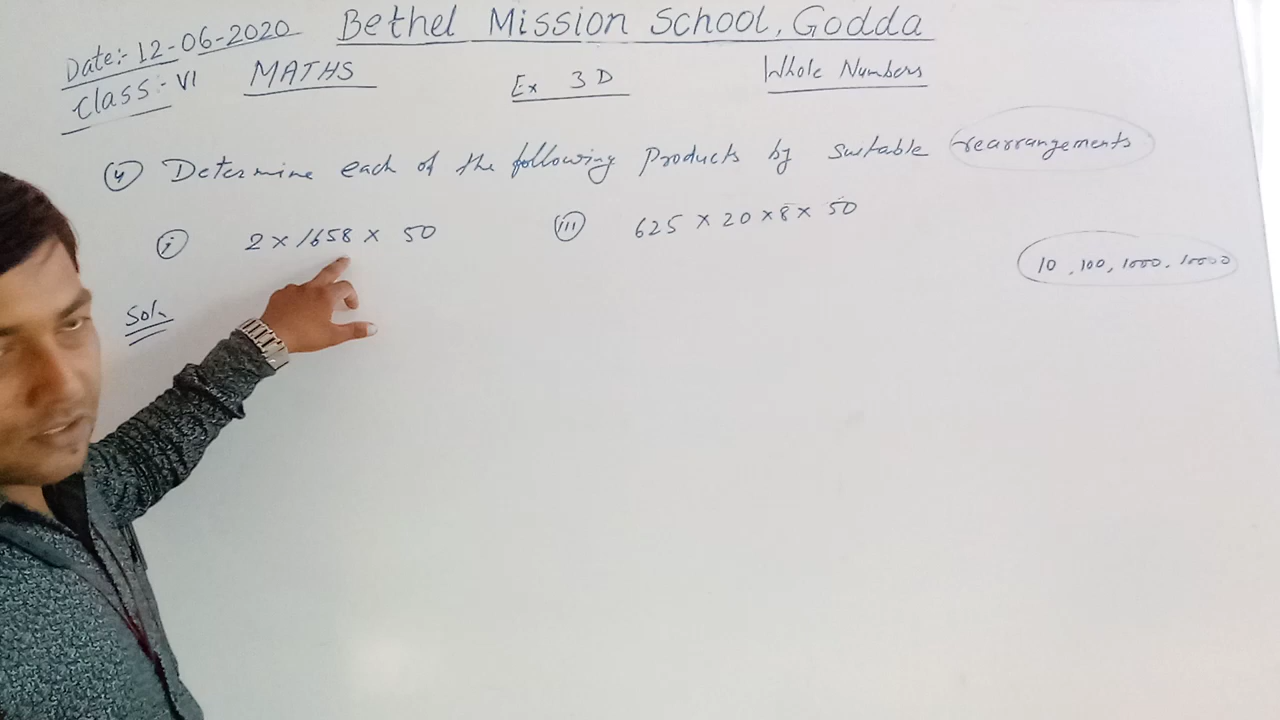 Bethel Mission School, Godda
Date:- 12-06-2020
Class:- VI
MATHS
Ex 3D
Whole Numbers
4 Determine each of the following Products by suitable rearrangements
i 2 × 1658 × 50
iii 625 × 20 × 8 × 50
10, 100, 1000, 10000
Soln